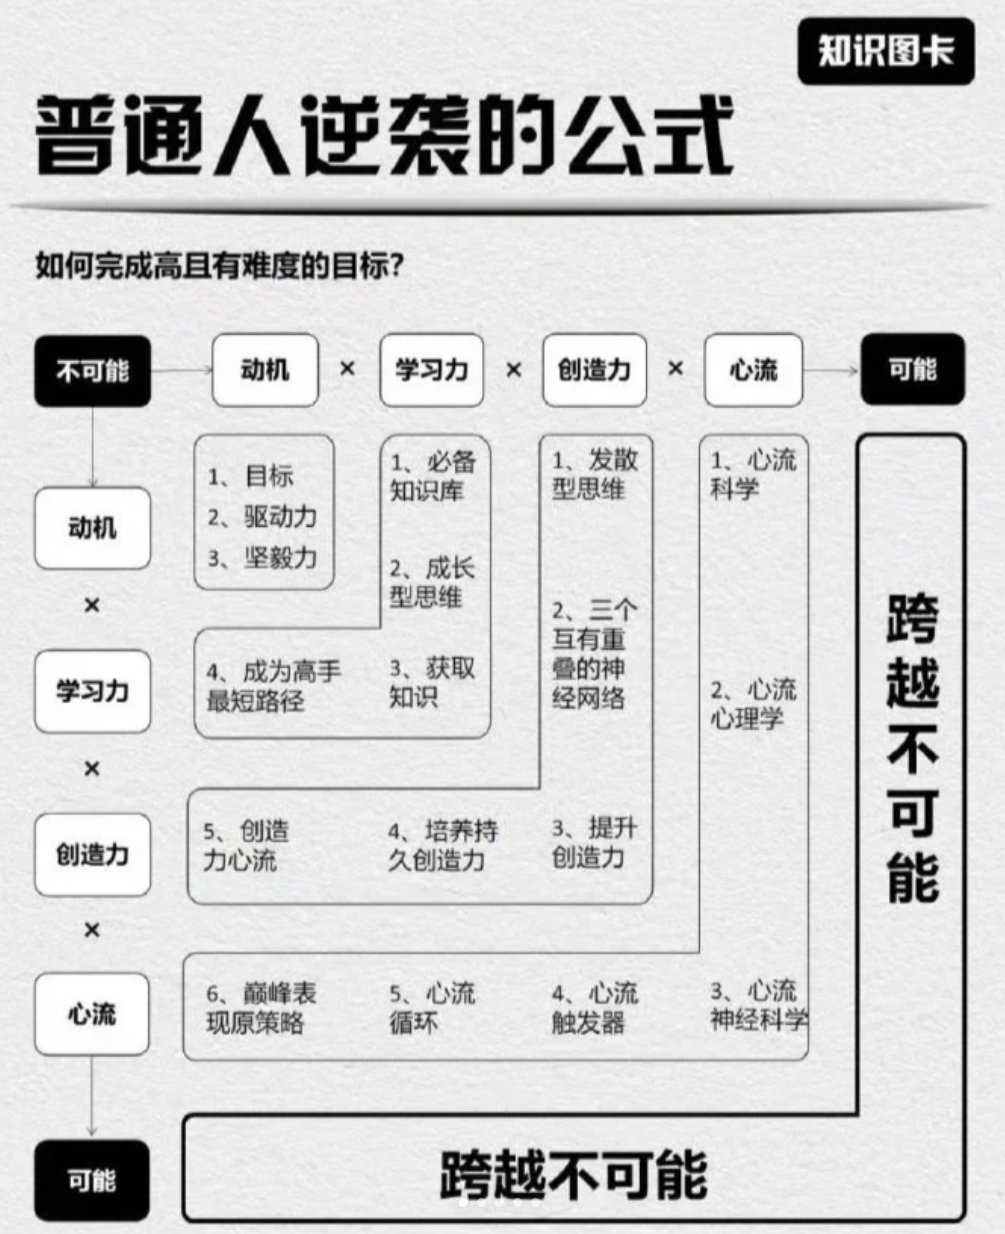 知识图卡
普通人逆袭的公式
如何完成高且有难度的目标?
不可能
动机
×
学习力
×
创造力
×
心流
可能
1、目标
2、驱动力
3、坚毅力
1、必备
知识库
2、成长
型思维
3、获取
知识
4、成为高手
最短路径
1、发散
型思维
2、三个
互有重
叠的神
经网络
3、提升
创造力
4、培养持
久创造力
5、创造
力心流
1、心流
科学
2、心流
心理学
3、心流
神经科学
4、心流
触发器
5、心流
循环
6、巅峰表
现原策略
动机
×
学习力
×
创造力
×
心流
可能
跨越不可能
跨越不可能